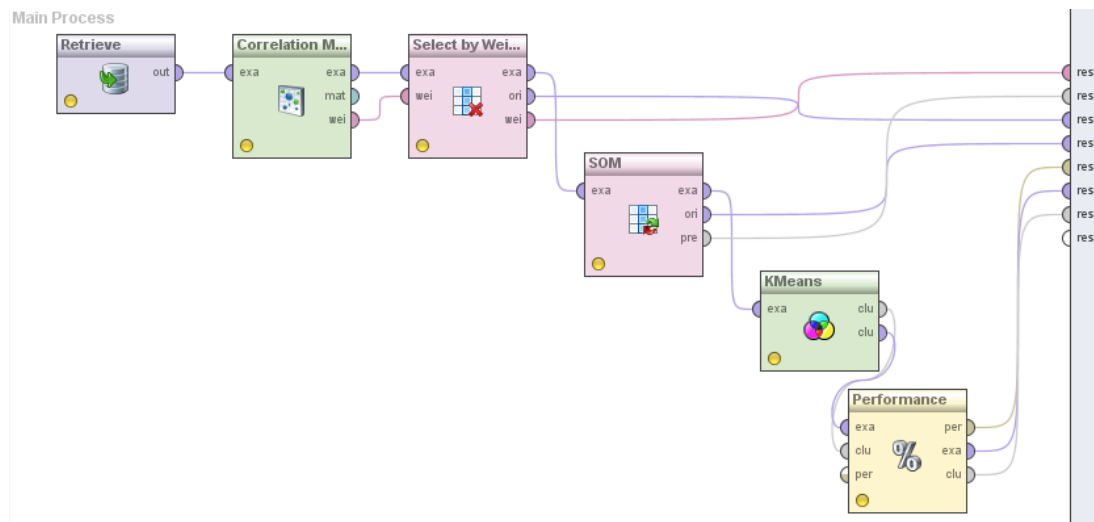 Main Process
Retrieve
out
Correlation M...
exa
exa
mat
wei
Select by Wei...
exa
wei
exa
ori
wei
SOM
exa
exa
ori
pre
KMeans
exa
clu
clu
Performance
exa
clu
per
per
exa
clu
%
res
res
res
res
res
res
res
res